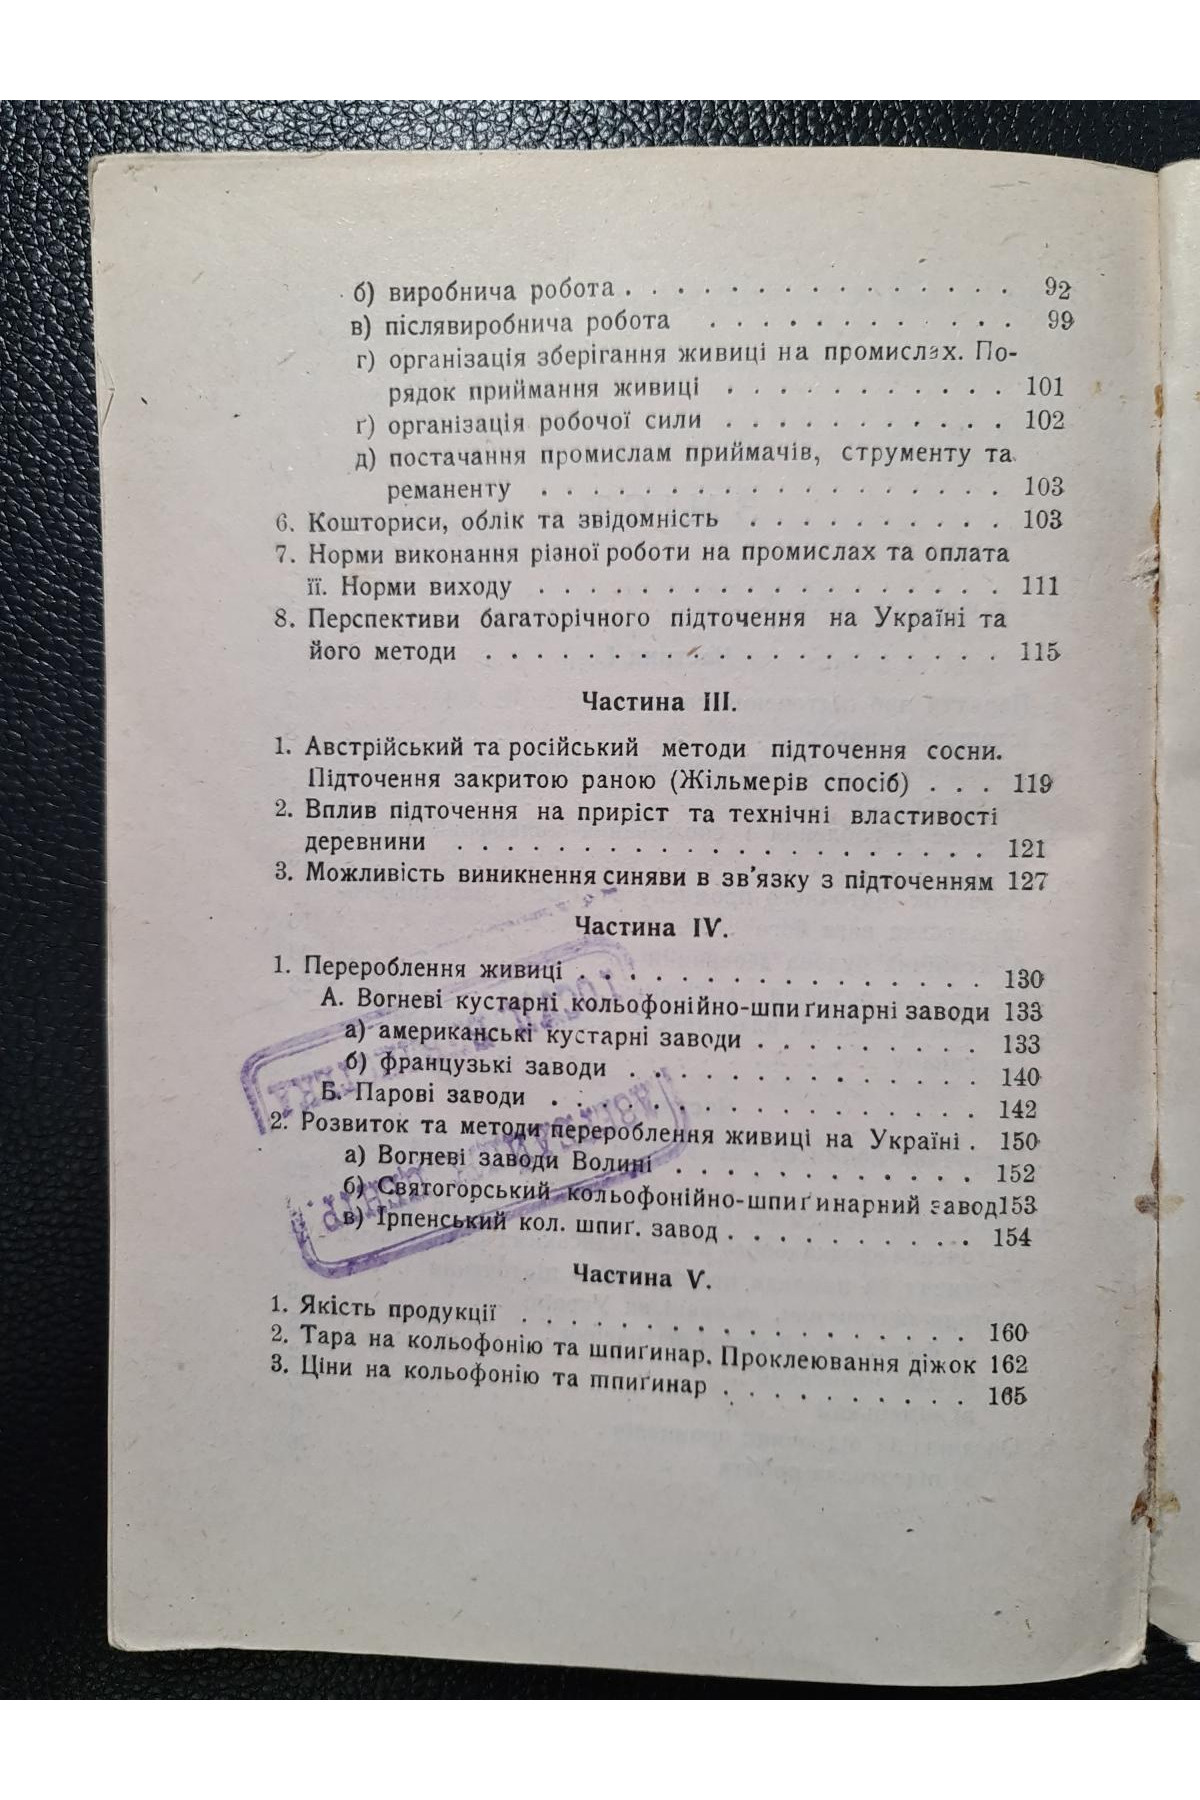 б) виробнича робота . . . . . . . . . . . . . . . 92
в) післявиробнича робота . . . . . . . . . . . . 99
г) організація зберігання живиці на промислах. По-
рядок приймання живиці . . . . . . . . . . . 101
ґ) організація робочої сили . . . . . . . . . . . 102
д) постачання промислам приймачів, струменту та
реманенту . . . . . . . . . . . . . . . . . . 103
6. Кошториси, облік та звідомність . . . . . . . . . . 103
7. Норми виконання різної роботи на промислах та оплата
її. Норми виходу . . . . . . . . . . . . . . . . . . 111
8. Перспективи багаторічного підточення на Україні та
його методи . . . . . . . . . . . . . . . . . . . . 115
Частина III.
1. Австрійський та російський методи підточення сосни.
Підточення закритою раною (Жільмерів спосіб) . . . 119
2. Вплив підточення на приріст та технічні властивості
деревнини . . . . . . . . . . . . . . . . . . . . . 121
3. Можливість виникнення синяви в зв'язку з підточенням 127
Частина IV.
1. Перероблення живиці . . . . . . . . . . . . . . . . 130
А. Вогневі кустарні кольофонійно-шпиґинарні заводи 133
а) американські кустарні заводи . . . . . . . . . 133
б) французькі заводи . . . . . . . . . . . . . . 140
Б. Парові заводи . . . . . . . . . . . . . . . . . 142
2. Розвиток та методи перероблення живиці на Україні . 150
а) Вогневі заводи Волині . . . . . . . . . . . . 152
б) Святогорський кольофонійно-шпиґинарний завод 153
в) Ірпенський кол. шпиґ. завод . . . . . . . . . . 154
Частина V.
1. Якість продукції . . . . . . . . . . . . . . . . . . 160
2. Тара на кольофонію та шпиґинар. Проклеювання діжок 162
3. Ціни на кольофонію та шпиґинар . . . . . . . . . . 165